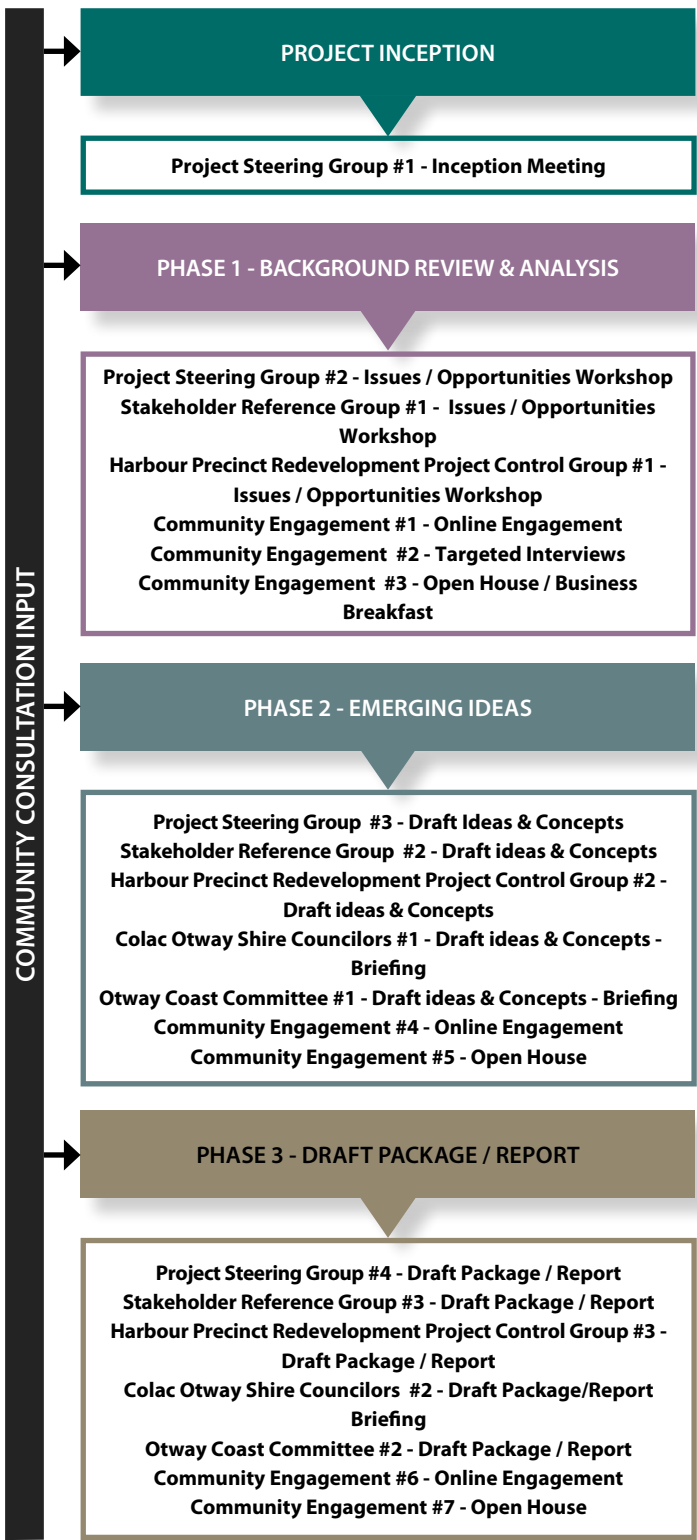 COMMUNITY CONSULTATION INPUT
PROJECT INCEPTION
Project Steering Group #1 - Inception Meeting
PHASE 1 - BACKGROUND REVIEW & ANALYSIS
Project Steering Group #2 - Issues / Opportunities Workshop
Stakeholder Reference Group #1 - Issues / Opportunities
Workshop
Harbour Precinct Redevelopment Project Control Group #1 -
Issues / Opportunities Workshop
Community Engagement #1 - Online Engagement
Community Engagement #2 - Targeted Interviews
Community Engagement #3 - Open House / Business
Breakfast
PHASE 2 - EMERGING IDEAS
Project Steering Group #3 - Draft Ideas & Concepts
Stakeholder Reference Group #2 - Draft ideas & Concepts
Harbour Precinct Redevelopment Project Control Group #2 -
Draft ideas & Concepts
Colac Otway Shire Councilors #1 - Draft ideas & Concepts -
Briefing
Otway Coast Committee #1 - Draft ideas & Concepts - Briefing
Community Engagement #4 - Online Engagement
Community Engagement #5 - Open House
PHASE 3 - DRAFT PACKAGE / REPORT
Project Steering Group #4 - Draft Package / Report
Stakeholder Reference Group #3 - Draft Package / Report
Harbour Precinct Redevelopment Project Control Group #3 -
Draft Package / Report
Colac Otway Shire Councilors #2 - Draft Package/Report
Briefing
Otway Coast Committee #2 - Draft Package / Report
Community Engagement #6 - Online Engagement
Community Engagement #7 - Open House